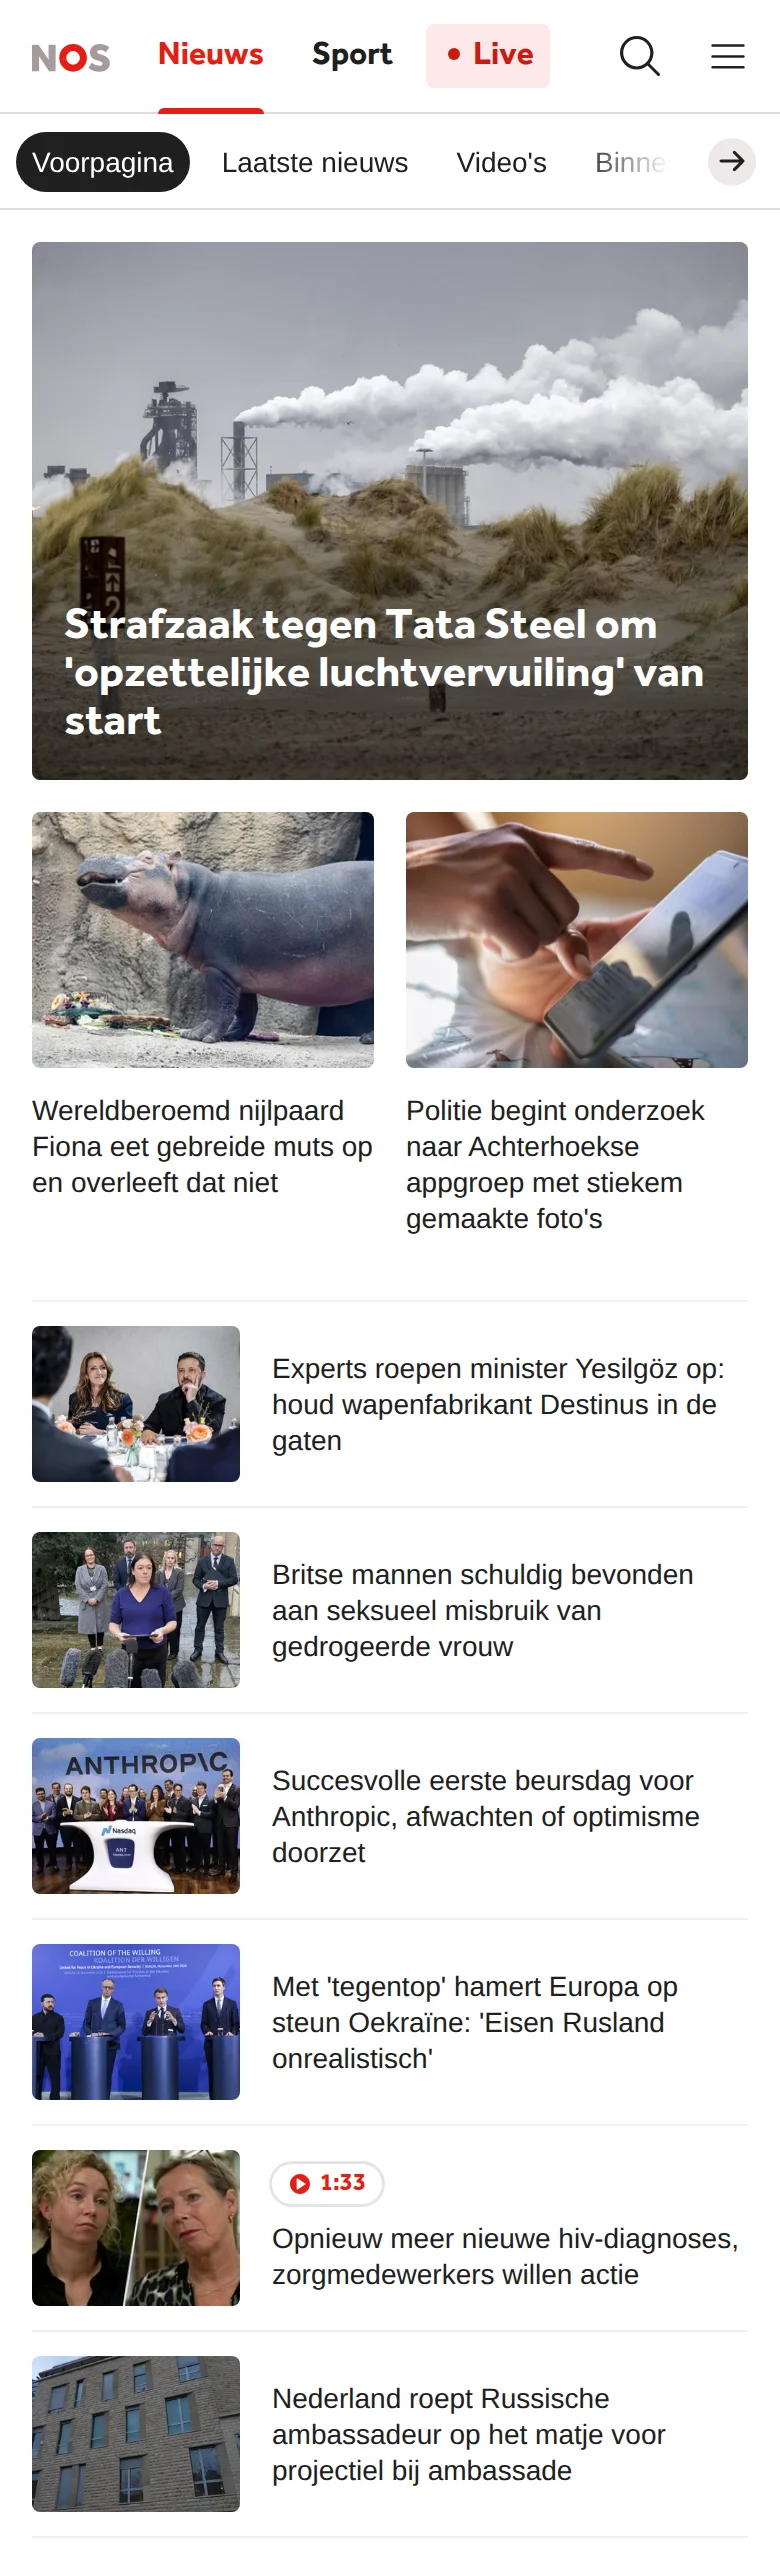 NOS Nieuws Sport Live
Voorpagina Laatste nieuws Video's Binne
Strafzaak tegen Tata Steel om
'opzettelijke luchtvervuiling' van
start
Wereldberoemd nijlpaard
Fiona eet gebreide muts op
en overleeft dat niet
Politie begint onderzoek
naar Achterhoekse
appgroep met stiekem
gemaakte foto's
Experts roepen minister Yesilgöz op:
houd wapenfabrikant Destinus in de
gaten
Britse mannen schuldig bevonden
aan seksueel misbruik van
gedrogeerde vrouw
ANTHROP\C
Nasdaq
ANT
Succesvolle eerste beursdag voor
Anthropic, afwachten of optimisme
doorzet
COALITION OF THE WILLING
KOALITION DER WILLIGEN
Met 'tegentop' hamert Europa op
steun Oekraïne: 'Eisen Rusland
onrealistisch'
1:33
Opnieuw meer nieuwe hiv-diagnoses,
zorgmedewerkers willen actie
Nederland roept Russische
ambassadeur op het matje voor
projectiel bij ambassade